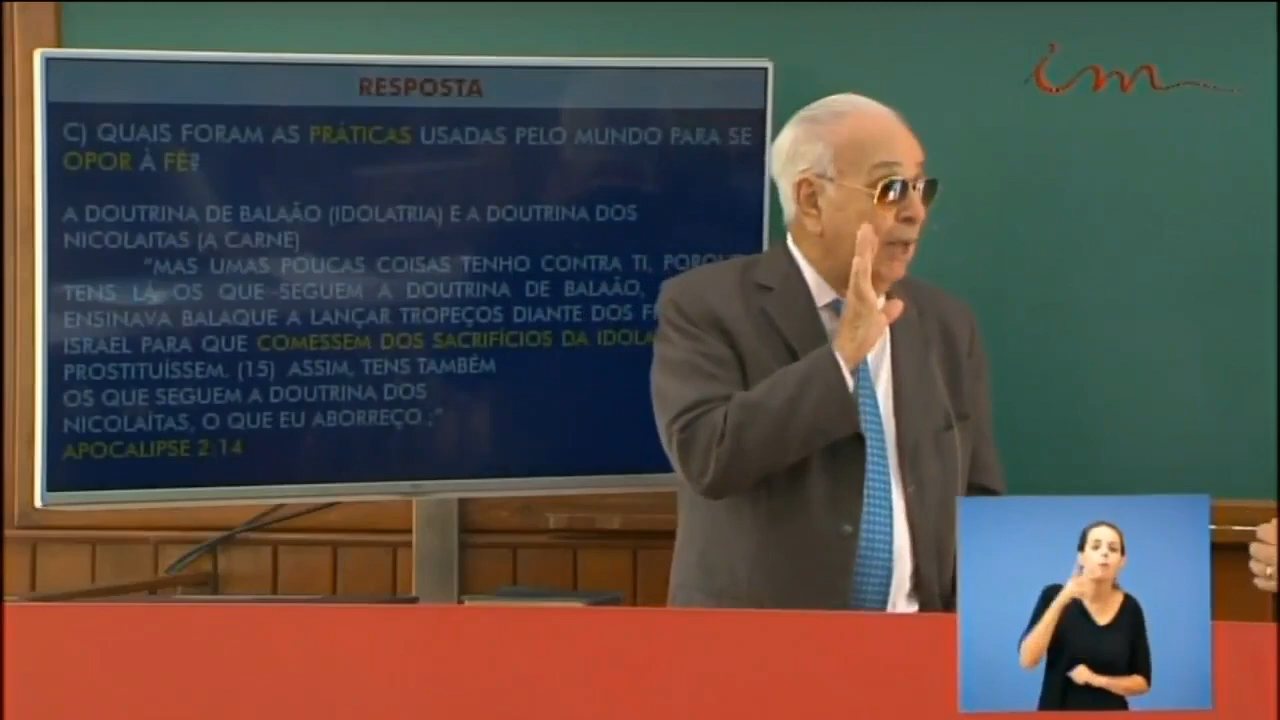 RESPOSTA
C) QUAIS FORAM AS PRÁTICAS USADAS PELO MUNDO PARA SE
OPOR À FÉ?
A DOUTRINA DE BALAÃO (IDOLATRIA) E A DOUTRINA DOS
NICOLAITAS (A CARNE)
"MAS UMAS POUCAS COISAS TENHO CONTRA TI,
TENS LÁ OS QUE SEGUEM A DOUTRINA DE BALAÃO,
ENSINAVA BALAQUE A LANÇAR TROPEÇOS DIANTE DOS
ISRAEL PARA QUE COMESSEM DOS SACRIFÍCIOS DA
PROSTITUÍSSEM. (15) ASSIM, TENS TAMBÉM
OS QUE SEGUEM A DOUTRINA DOS
NICOLAÍTAS, O QUE EU ABORREÇO ;"
APOCALIPSE 2:14
im